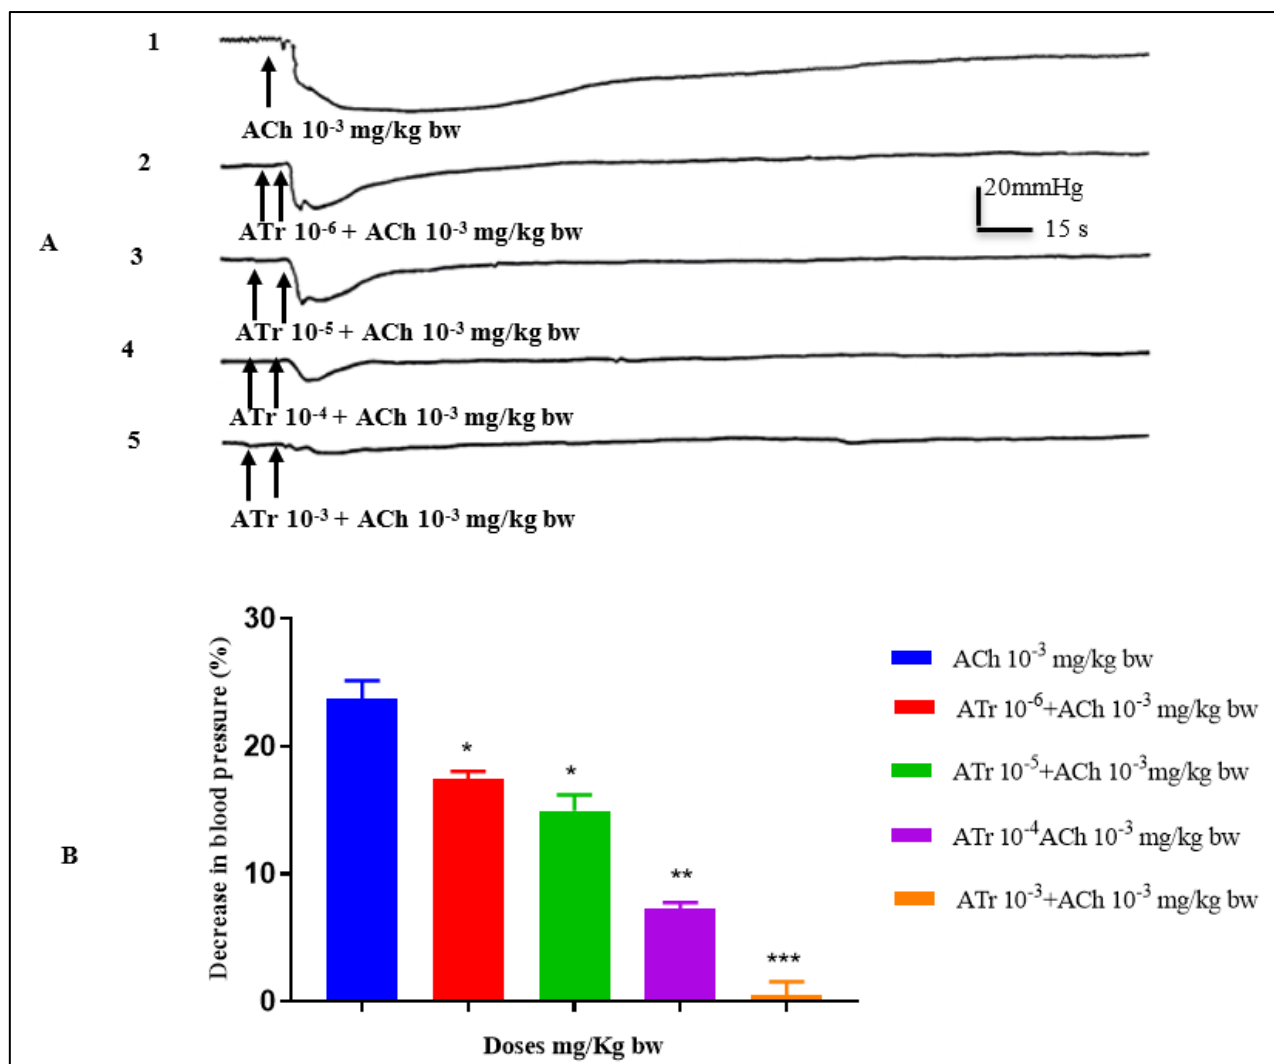 1
ACh 10⁻³ mg/kg bw
2
ATr 10⁻⁶ + ACh 10⁻³ mg/kg bw
20mmHg
15 s
A
3
ATr 10⁻⁵ + ACh 10⁻³ mg/kg bw
4
ATr 10⁻⁴ + ACh 10⁻³ mg/kg bw
5
ATr 10⁻³ + ACh 10⁻³ mg/kg bw
B
Decrease in blood pressure (%)
30
20
10
0
*
*
**
***
Doses mg/Kg bw
ACh 10⁻³ mg/kg bw
ATr 10⁻⁶+ACh 10⁻³ mg/kg bw
ATr 10⁻⁵+ACh 10⁻³mg/kg bw
ATr 10⁻⁴ACh 10⁻³ mg/kg bw
ATr 10⁻³+ACh 10⁻³ mg/kg bw